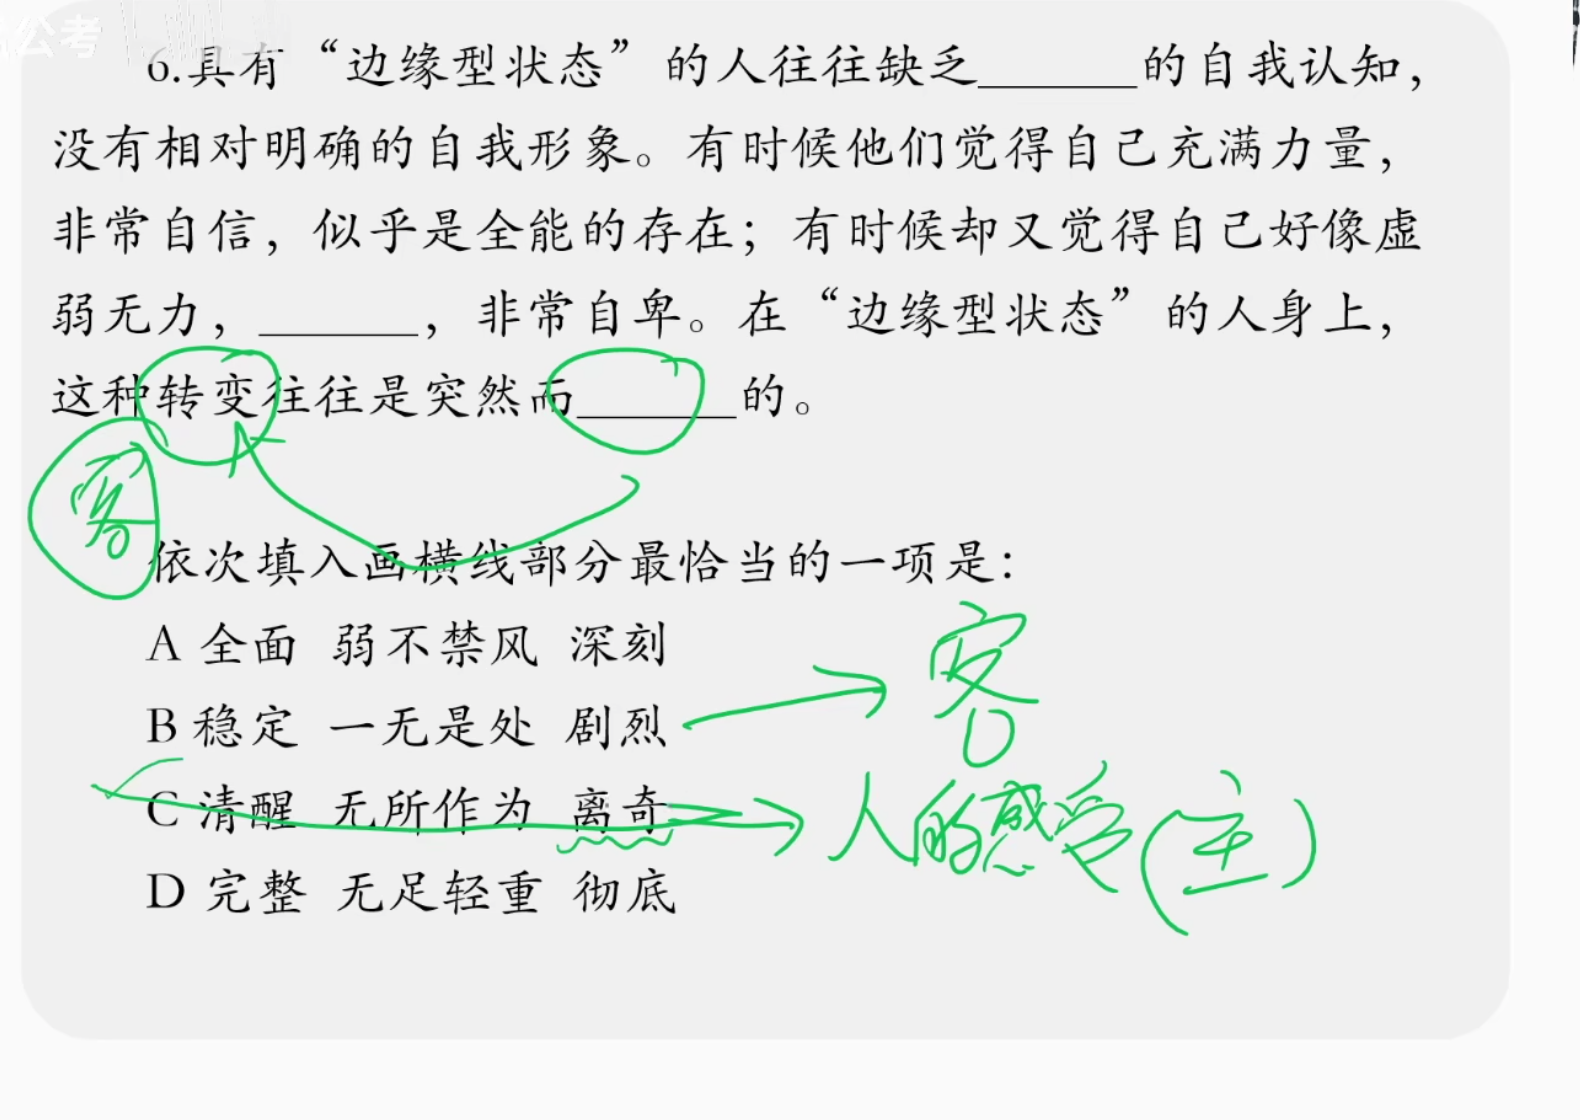 公考
6.具有“边缘型状态”的人往往缺乏______的自我认知，
没有相对明确的自我形象。有时候他们觉得自己充满力量，
非常自信，似乎是全能的存在；有时候却又觉得自己好像虚
弱无力，______，非常自卑。在“边缘型状态”的人身上，
这种转变往往是突然而______的。
客
依次填入画横线部分最恰当的一项是：
A 全面 弱不禁风 深刻
客
B 稳定 一无是处 剧烈
C 清醒 无所作为 离奇
人的感受（主）
D 完整 无足轻重 彻底